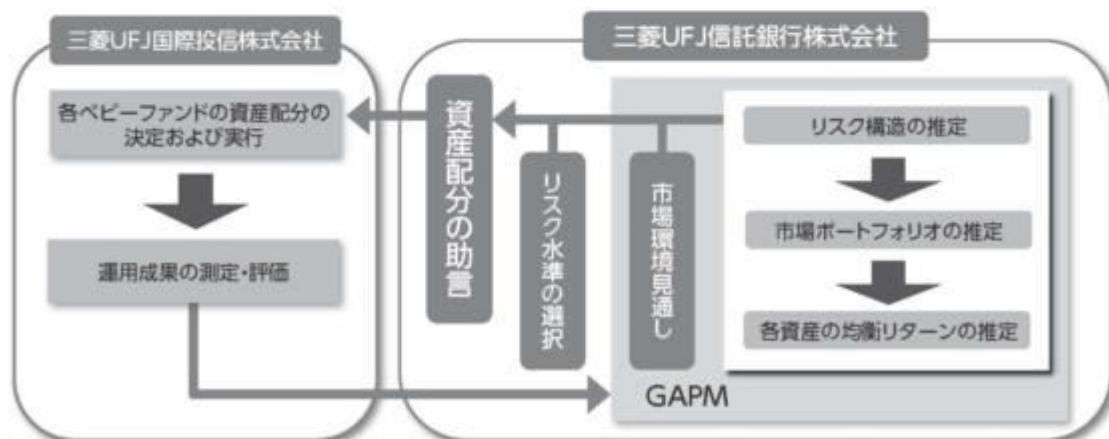 三菱UFJ国際投信株式会社
各ベビーファンドの資産配分の
決定および実行
運用成果の測定・評価
三菱UFJ信託銀行株式会社
資産配分の助言
リスク水準の選択
市場環境見通し
リスク構造の推定
市場ポートフォリオの推定
各資産の均衡リターンの推定
GAPM